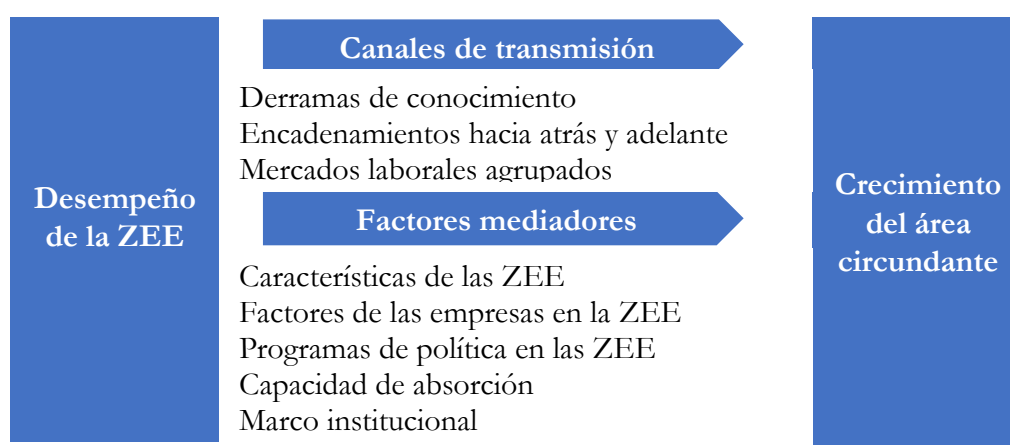 Desempeño
de la ZEE
Canales de transmisión
Derramas de conocimiento
Encadenamientos hacia atrás y adelante
Mercados laborales agrupados
Factores mediadores
Características de las ZEE
Factores de las empresas en la ZEE
Programas de política en las ZEE
Capacidad de absorción
Marco institucional
Crecimiento
del área
circundante